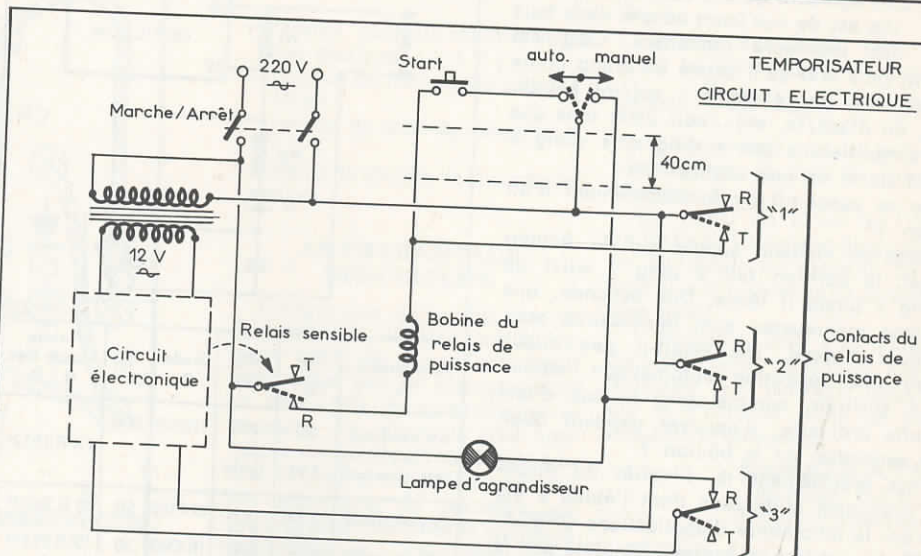 220 V
Marche/Arrêt
Start
auto. manuel
TEMPORISATEUR
CIRCUIT ELECTRIQUE
40cm
R
T
"1"
12 V
Circuit
électronique
Relais sensible
T
R
Bobine du
relais de
puissance
R
T
"2"
Contacts du
relais de
puissance
Lampe d'agrandisseur
R
T
"3"